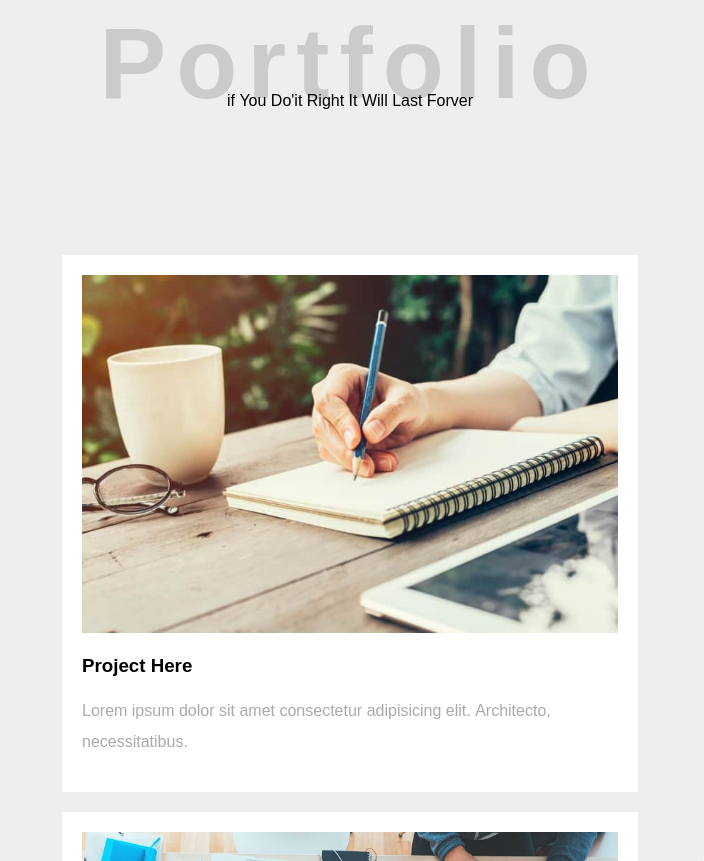 Portfolio
if You Do'it Right It Will Last Forver
Project Here
Lorem ipsum dolor sit amet consectetur adipisicing elit. Architecto,
necessitatibus.